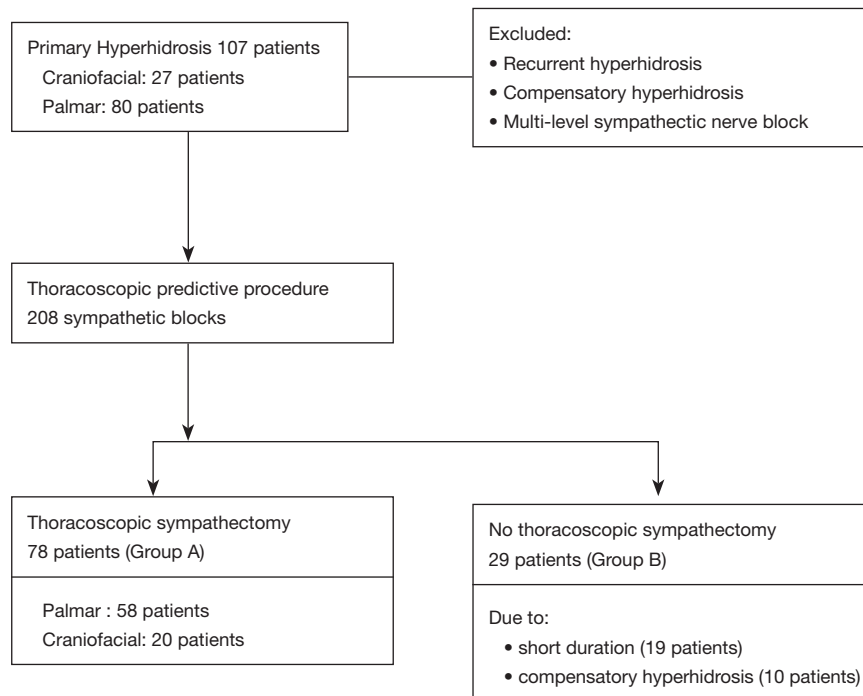 Primary Hyperhidrosis 107 patients
Craniofacial: 27 patients
Palmar: 80 patients
Excluded:
• Recurrent hyperhidrosis
• Compensatory hyperhidrosis
• Multi-level sympathectic nerve block
Thoracoscopic predictive procedure
208 sympathetic blocks
Thoracoscopic sympathectomy
78 patients (Group A)
Palmar : 58 patients
Craniofacial: 20 patients
No thoracoscopic sympathectomy
29 patients (Group B)
Due to:
• short duration (19 patients)
• compensatory hyperhidrosis (10 patients)